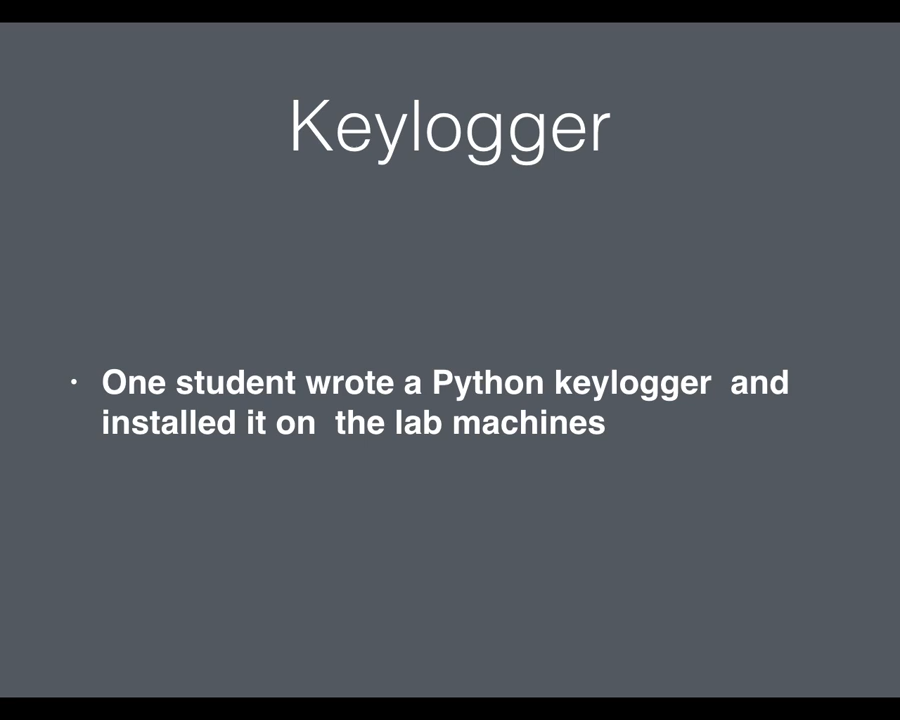 Keylogger
• One student wrote a Python keylogger  and
installed it on  the lab machines